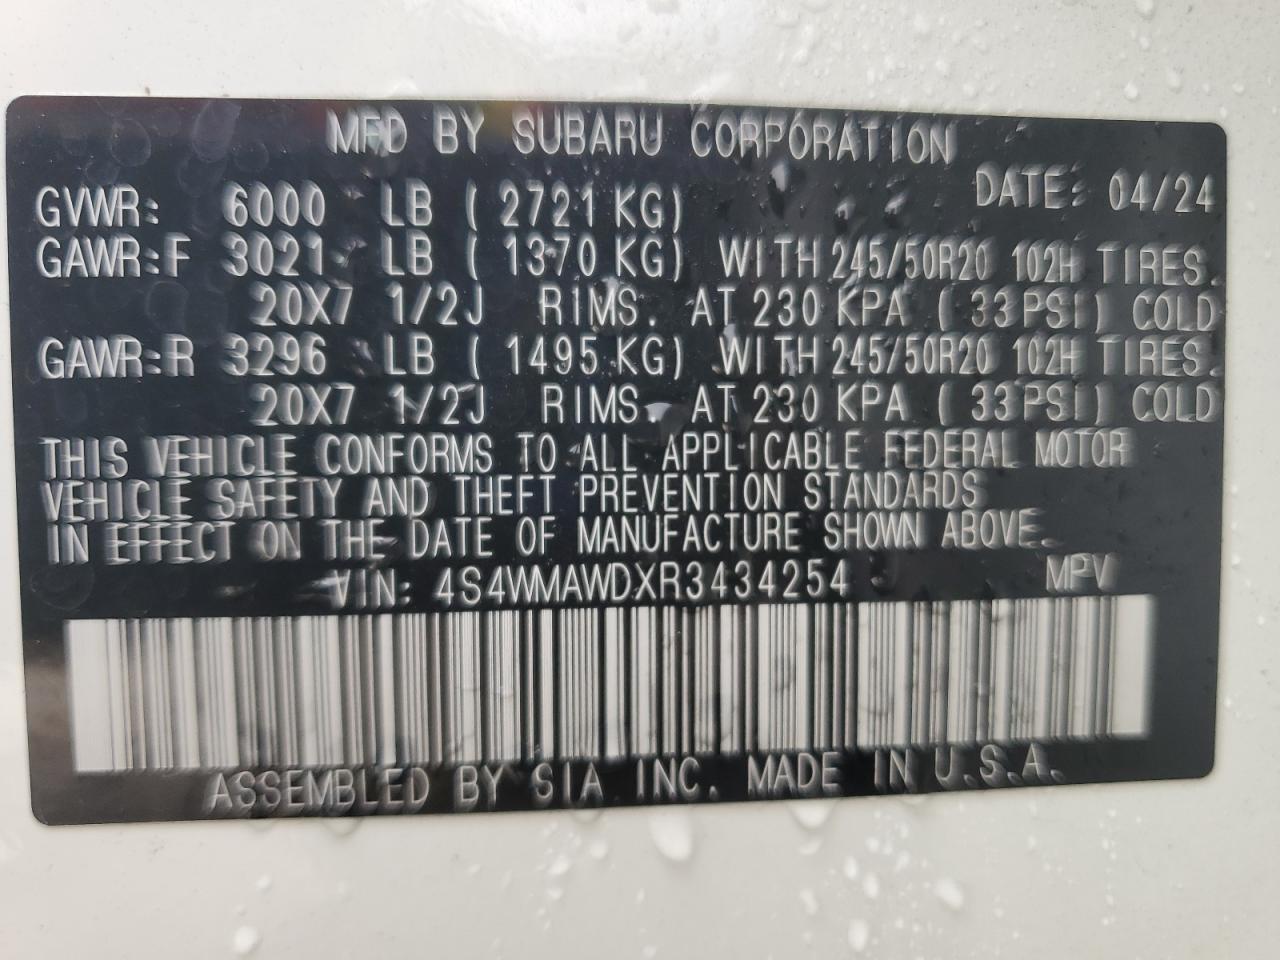 MFD BY SUBARU CORPORATION
DATE: 04/24
GVWR: 6000 LB ( 2721 KG)
GAWR:F 3021 LB ( 1370 KG) WITH 245/50R20 102H TIRES.
20X7 1/2J RIMS. AT 230 KPA ( 33PSI) COLD
GAWR:R 3296 LB ( 1495 KG) WITH 245/50R20 102H TIRES.
20X7 1/2J RIMS. AT 230 KPA ( 33PSI) COLD
THIS VEHICLE CONFORMS TO ALL APPLICABLE FEDERAL MOTOR
VEHICLE SAFETY AND THEFT PREVENTION STANDARDS
IN EFFECT ON THE DATE OF MANUFACTURE SHOWN ABOVE.
VIN: 4S4WMAWDXR3434254 MPV
ASSEMBLED BY SIA INC. MADE IN U.S.A.